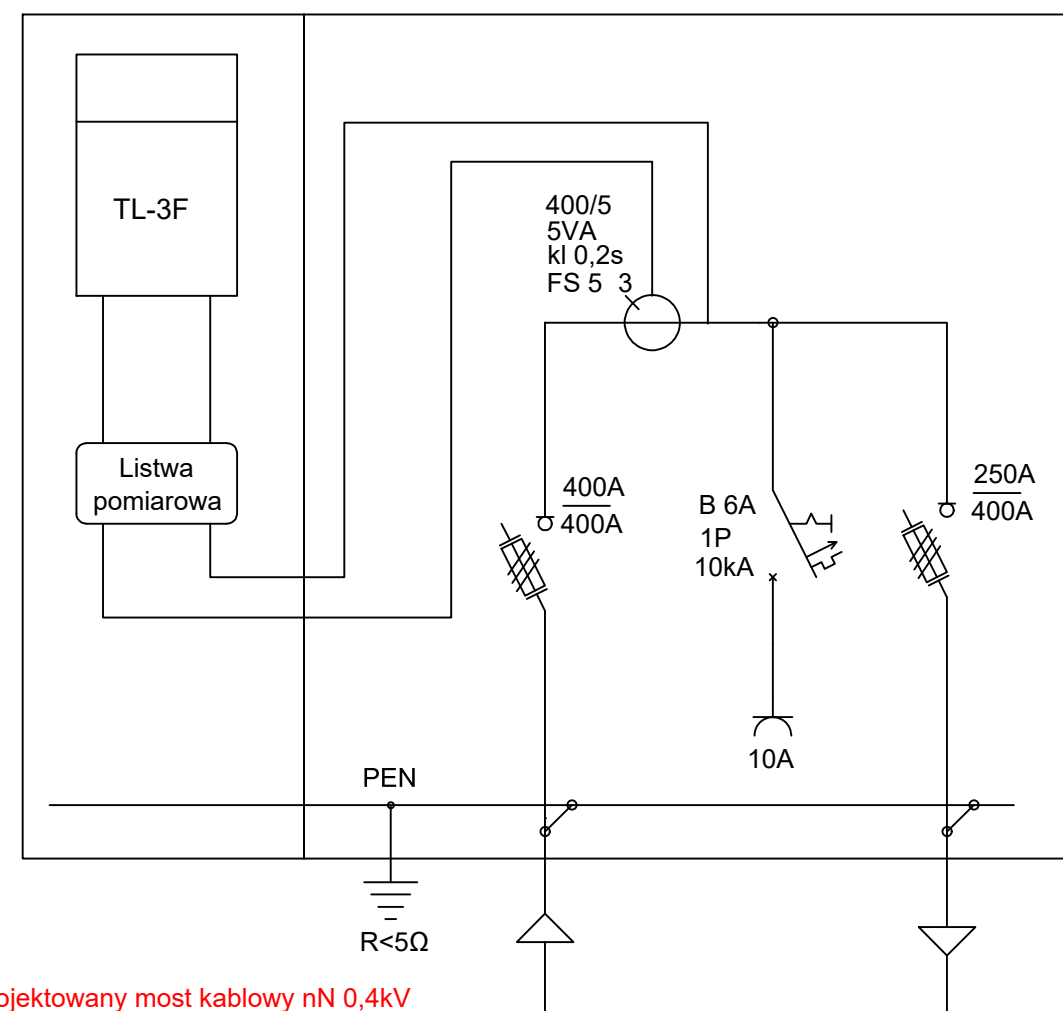 TL-3F
Listwa
pomiarowa
400/5
5VA
kl 0,2s
FS 5 3
400A
400A
B 6A
1P
10kA
10A
250A
400A
PEN
R<5Ω
ojektowany most kablowy nN 0,4kV